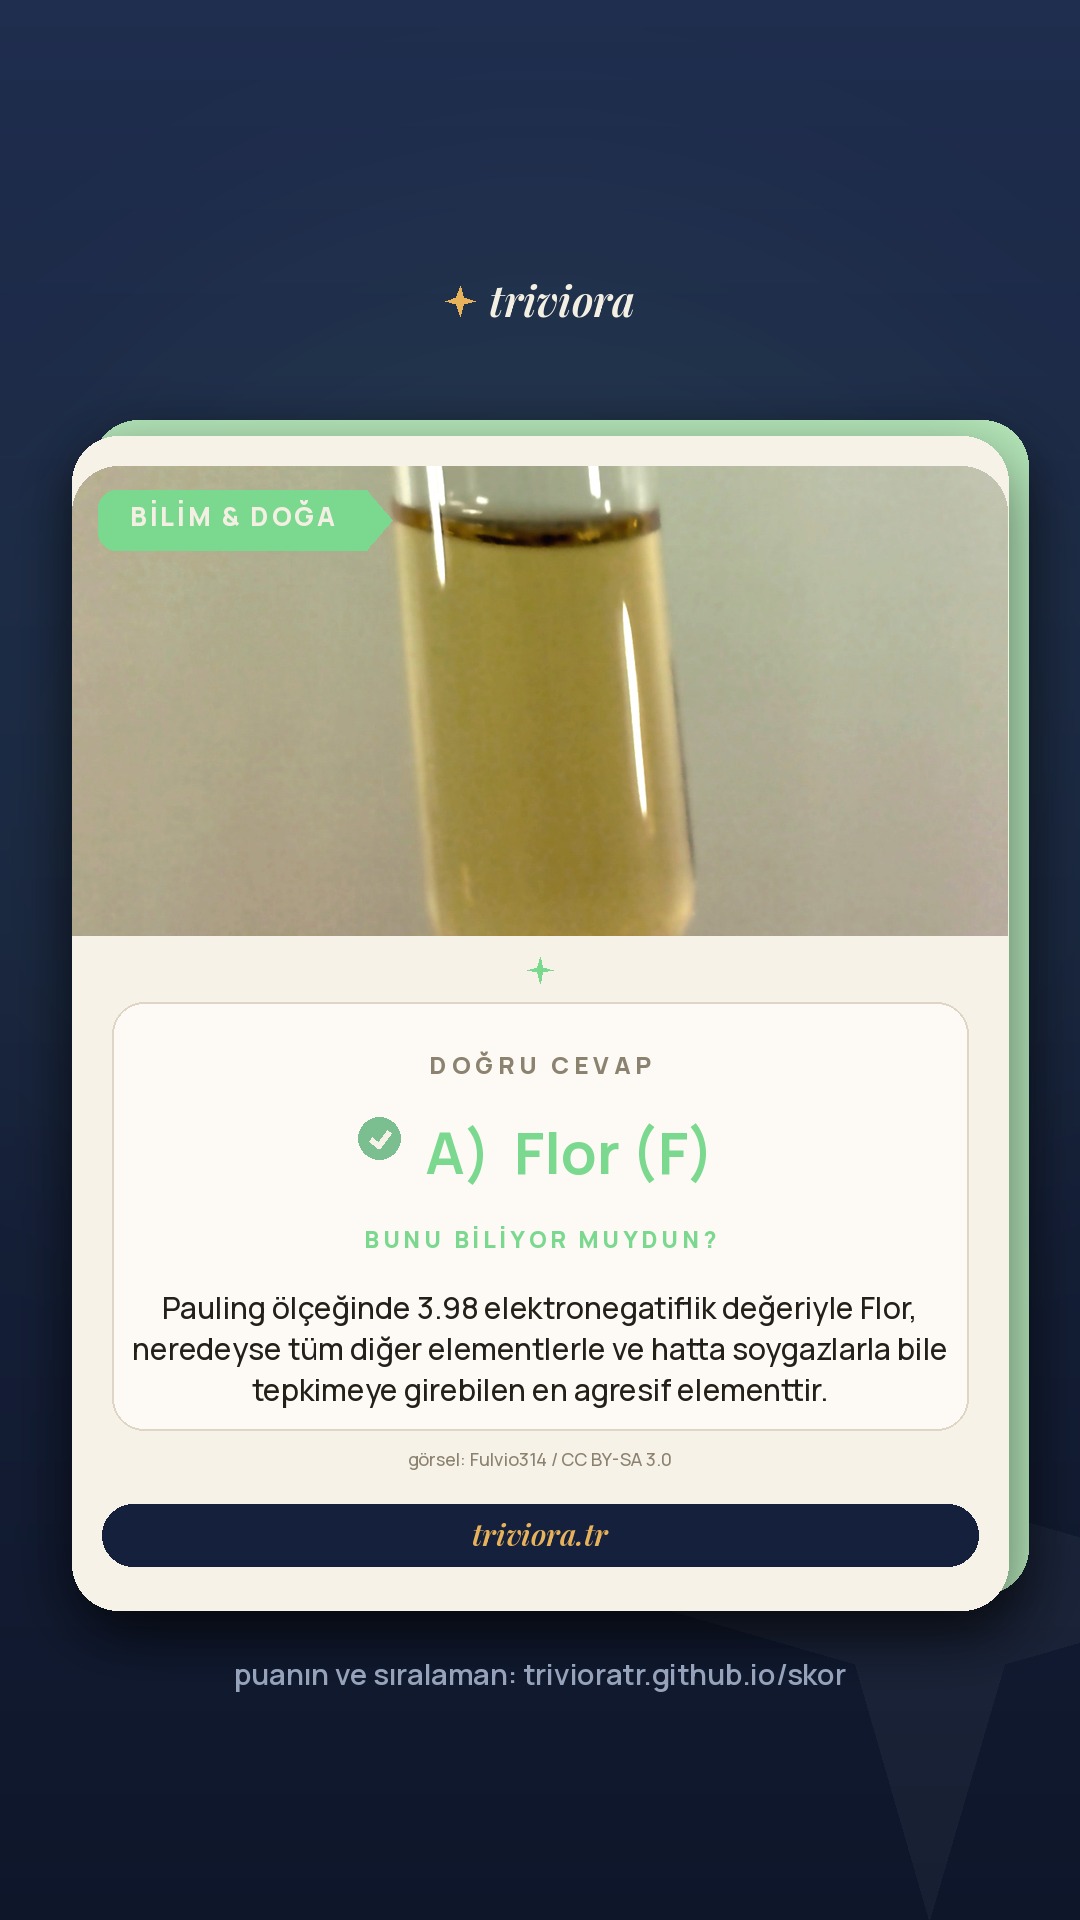 triviora
BİLİM & DOĞA
DOĞRU CEVAP
A) Flor (F)
BUNU BİLİYOR MUYDUN?
Pauling ölçeğinde 3.98 elektronegatiflik değeriyle Flor,
neredeyse tüm diğer elementlerle ve hatta soygazlarla bile
tepkimeye girebilen en agresif elementtir.
görsel: Fulvio314 / CC BY-SA 3.0
triviora.tr
puanın ve sıralaman: trivioratr.github.io/skor